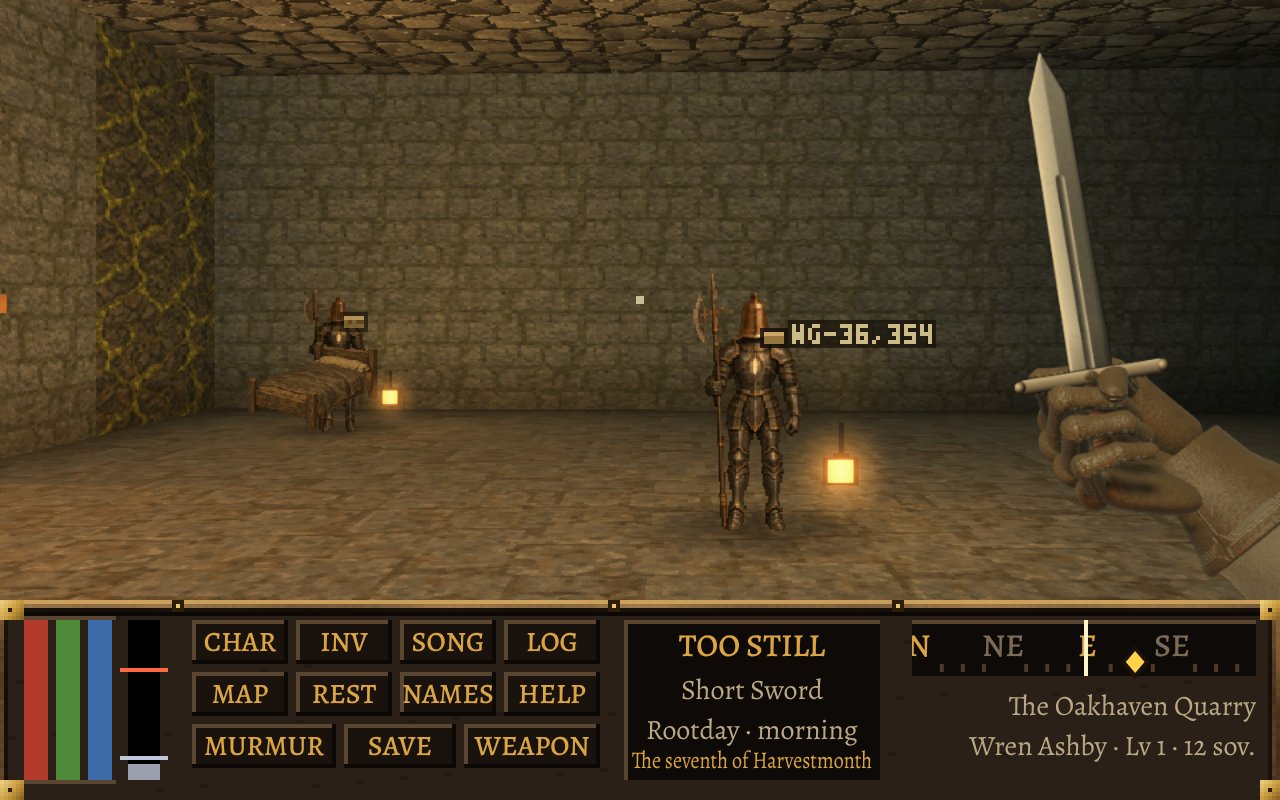 WG-36,354
CHAR INV SONG LOG
MAP REST NAMES HELP
MURMUR SAVE WEAPON
TOO STILL
Short Sword
Rootday · morning
The seventh of Harvestmonth
N NE E SE
The Oakhaven Quarry
Wren Ashby · Lv 1 · 12 sov.